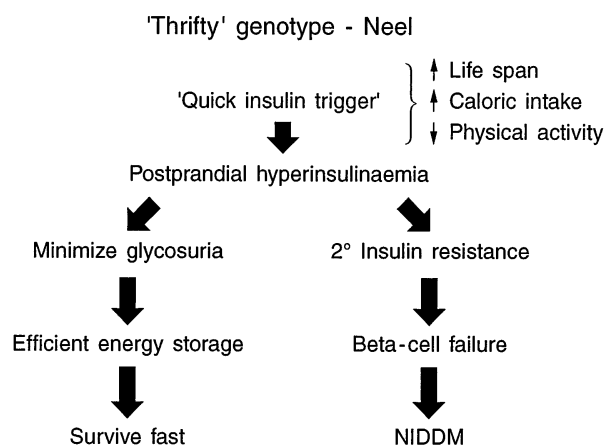 'Thrifty' genotype - Neel
'Quick insulin trigger'
↑ Life span
↑ Caloric intake
↓ Physical activity
Postprandial hyperinsulinaemia
Minimize glycosuria
2° Insulin resistance
Efficient energy storage
Beta-cell failure
Survive fast
NIDDM